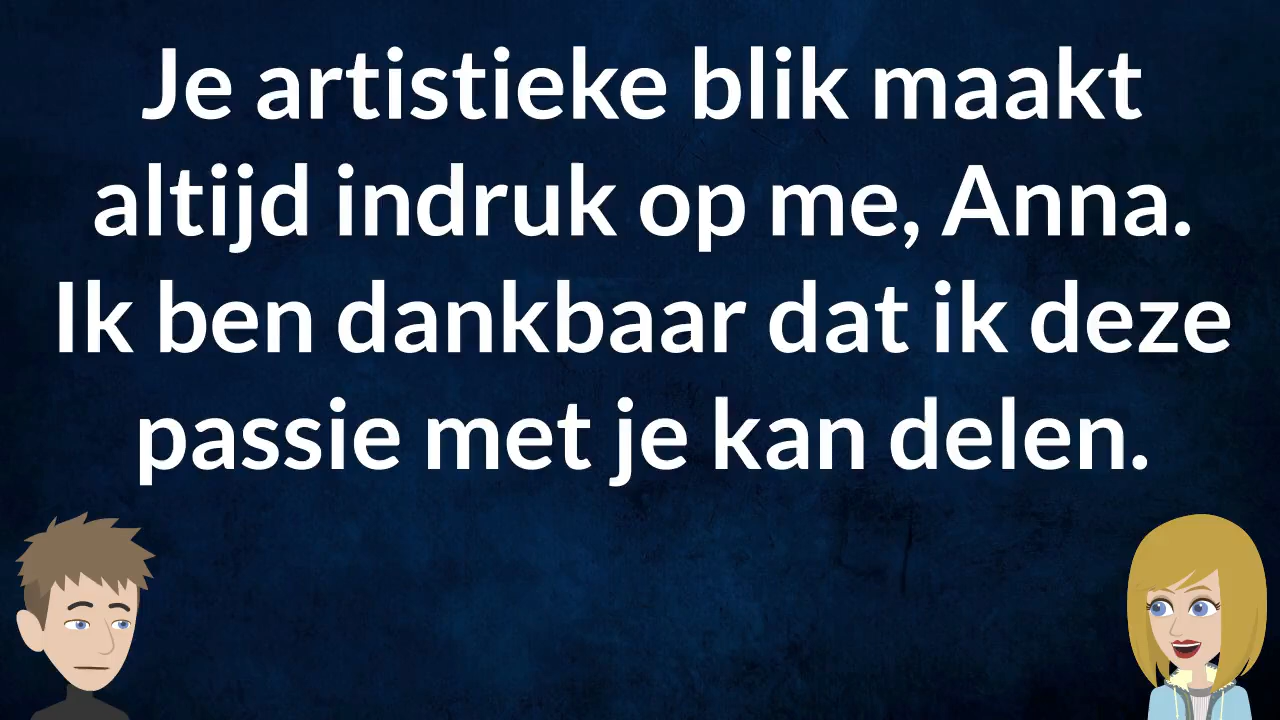 Je artistieke blik maakt
altijd indruk op me, Anna.
Ik ben dankbaar dat ik deze
passie met je kan delen.